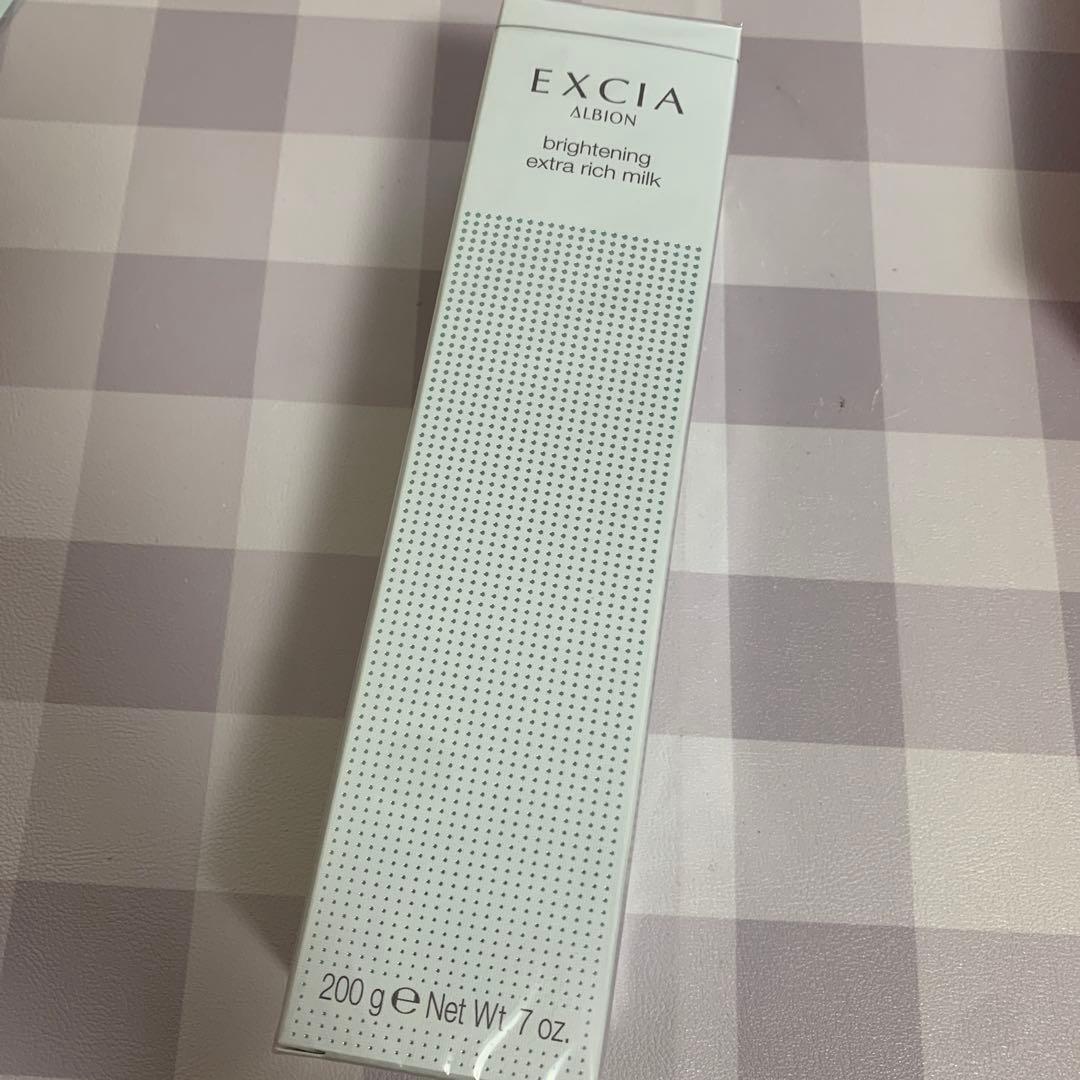 EXCIA
ALBION
brightening
extra rich milk
200 g ℮ Net Wt. 7 oz.